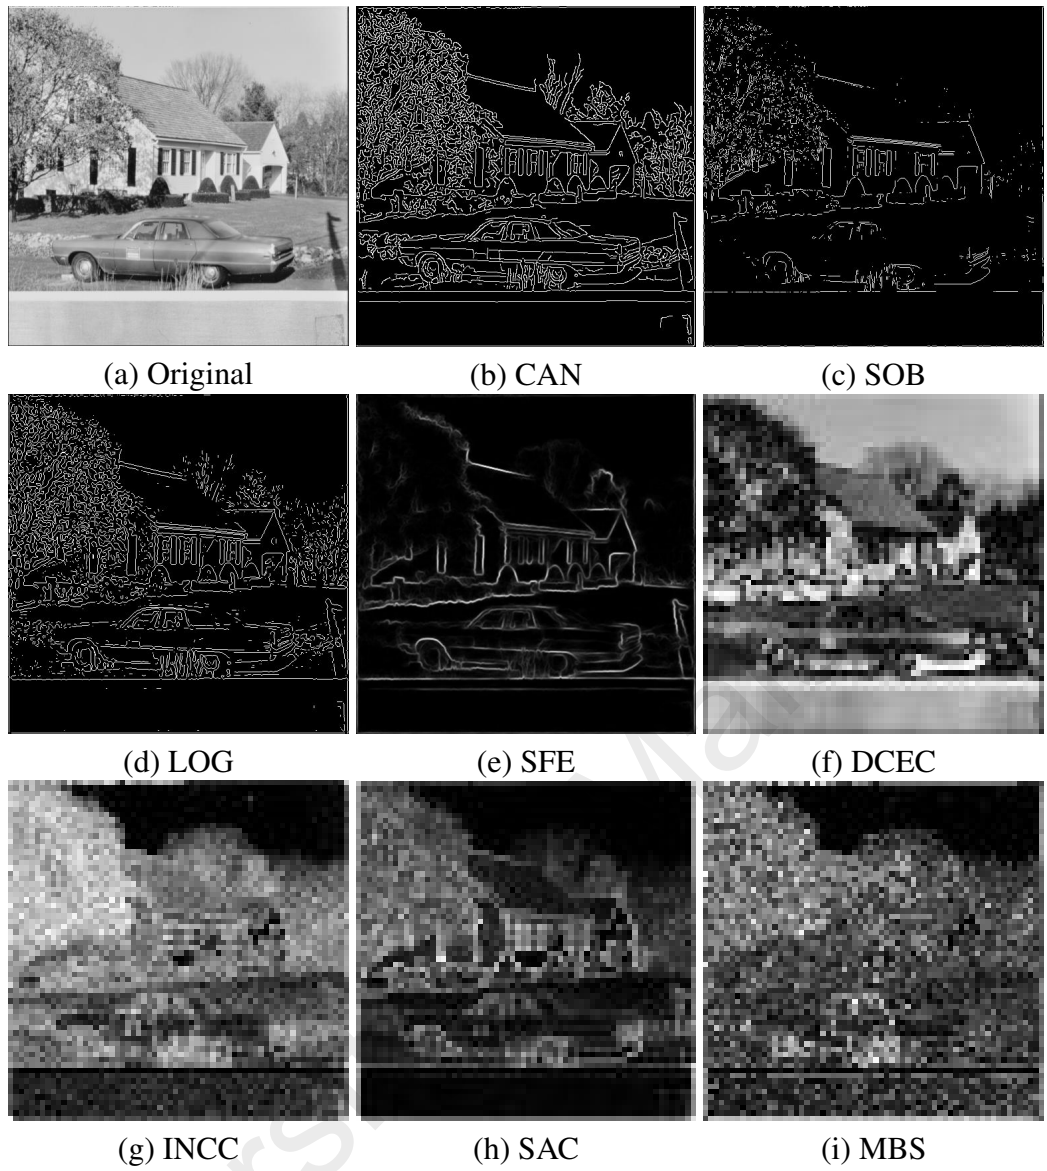 (a) Original
(b) CAN
(c) SOB
(d) LOG
(e) SFE
(f) DCEC
(g) INCC
(h) SAC
(i) MBS